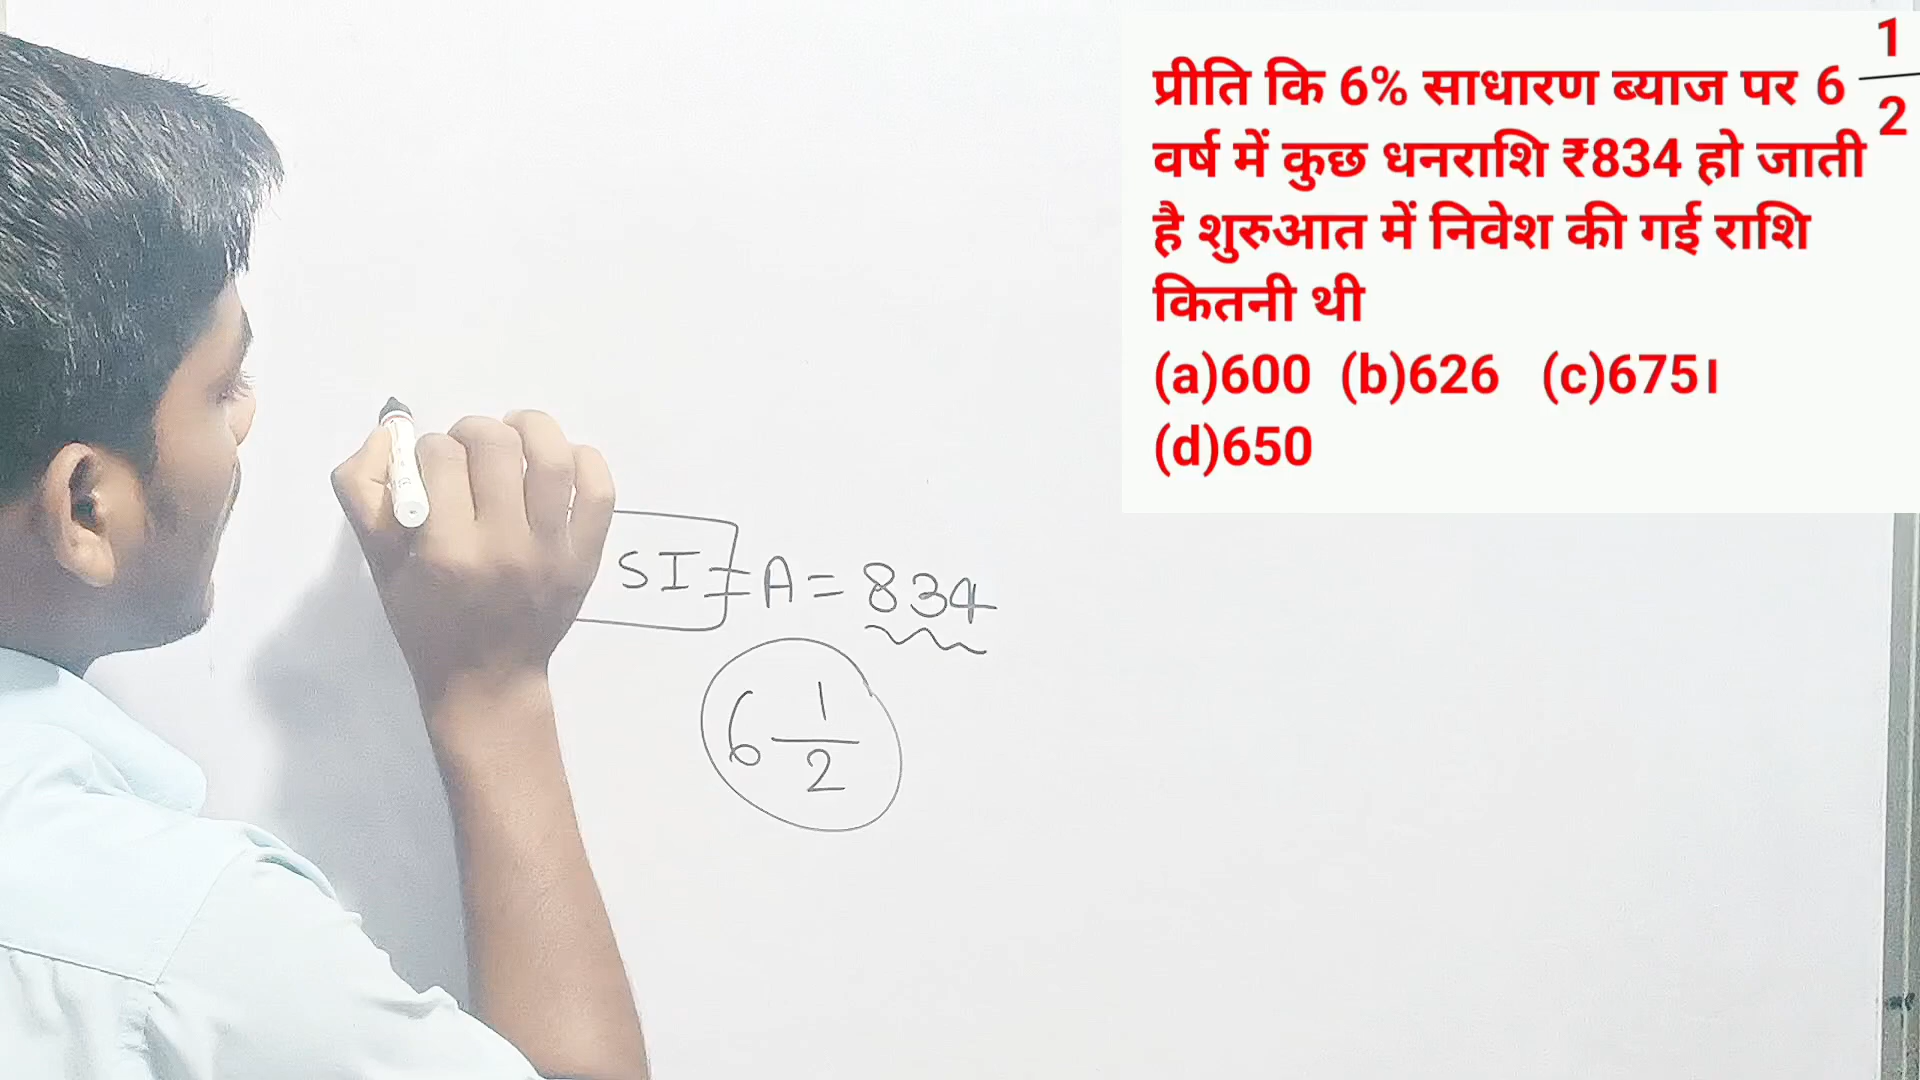 प्रीति कि 6% साधारण ब्याज पर 6 1/2
वर्ष में कुछ धनराशि ₹834 हो जाती
है शुरुआत में निवेश की गई राशि
कितनी थी
(a)600 (b)626 (c)675।
(d)650
SI = A = 834
6 1/2